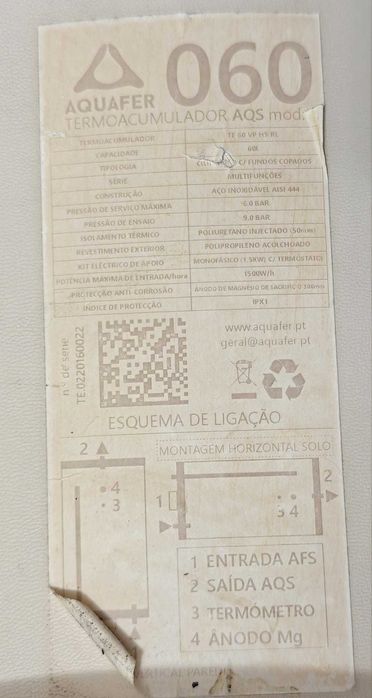 AQUAFER 060
TERMOACUMULADOR AQS mod.
TERMOACUMULADOR TE 60 VP HS RL
CAPACIDADE 60l
TIPOLOGIA C/ FUNDOS COPADOS
SÉRIE MULTIFUNÇÕES
CONSTRUÇÃO AÇO INOXIDÁVEL AISI 444
PRESSÃO DE SERVIÇO MÁXIMA 6.0 BAR
PRESSÃO DE ENSAIO 9.0 BAR
ISOLAMENTO TÉRMICO POLIURETANO INJECTADO (50mm)
REVESTIMENTO EXTERIOR POLIPROPILENO ACOLCHOADO
KIT ELÉCTRICO DE APOIO MONOFÁSICO (1.5KW) C/ TERMOSTATO
POTÊNCIA MÁXIMA DE ENTRADA/hora 1500W/h
PROTECÇÃO ANTI-CORROSÃO ÂNODO DE MAGNÉSIO DE SACRIFÍCIO
ÍNDICE DE PROTECÇÃO IPX1
nº de série
TE.0220160022
www.aquafer.pt
geral@aquafer.pt
ESQUEMA DE LIGAÇÃO
MONTAGEM HORIZONTAL SOLO
2
4
3
1
2
3 4
1 ENTRADA AFS
2 SAÍDA AQS
3 TERMÓMETRO
4 ÂNODO Mg